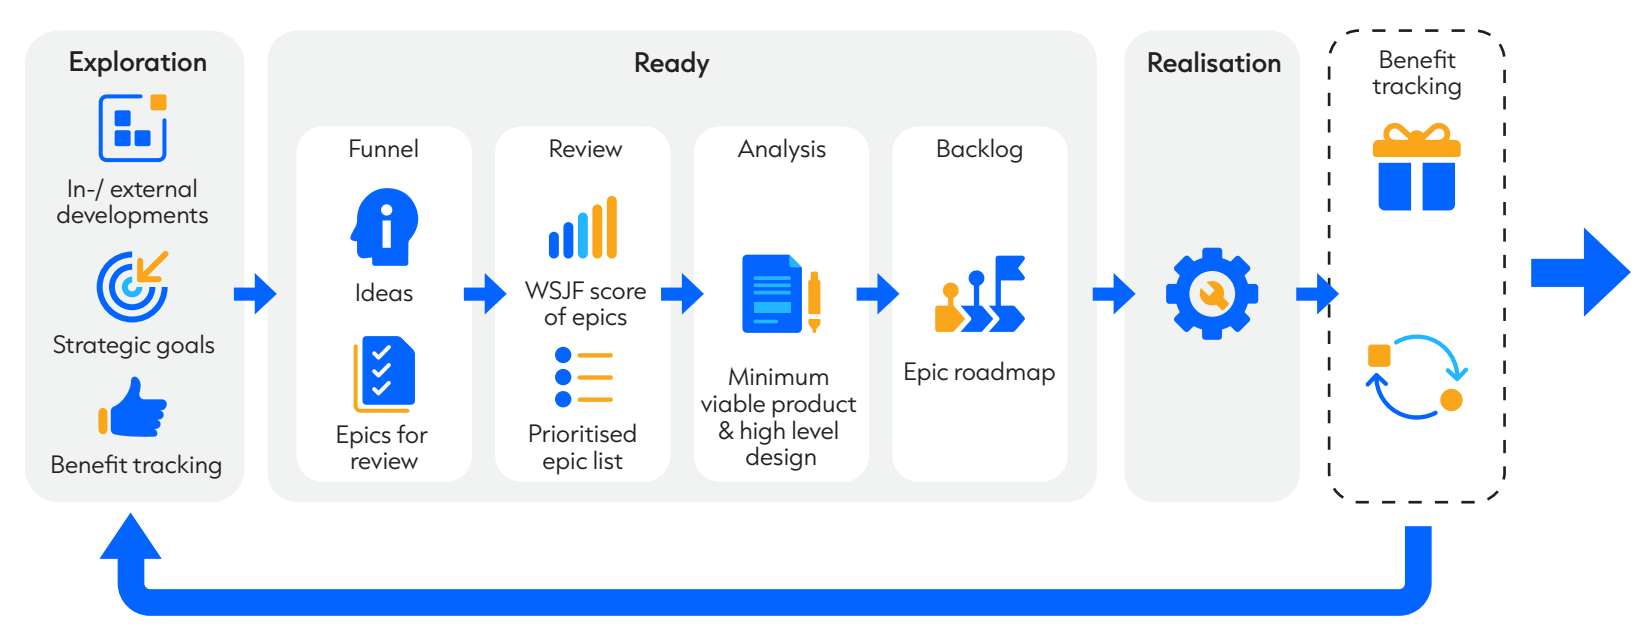 Exploration
In-/ external
developments
Strategic goals
Benefit tracking
Ready
Funnel
Ideas
Epics for
review
Review
WSJF score
of epics
Prioritised
epic list
Analysis
Minimum
viable product
& high level
design
Backlog
Epic roadmap
Realisation
Benefit
tracking